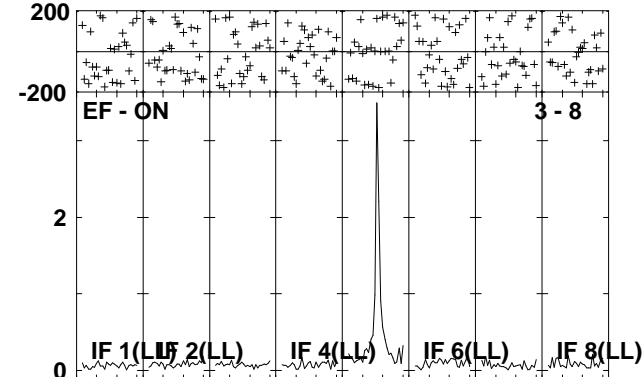 200
-200
EF - ON 3 - 8
2
IF 1(LL) IF 2(LL) IF 4(LL) IF 6(LL) IF 8(LL)
0